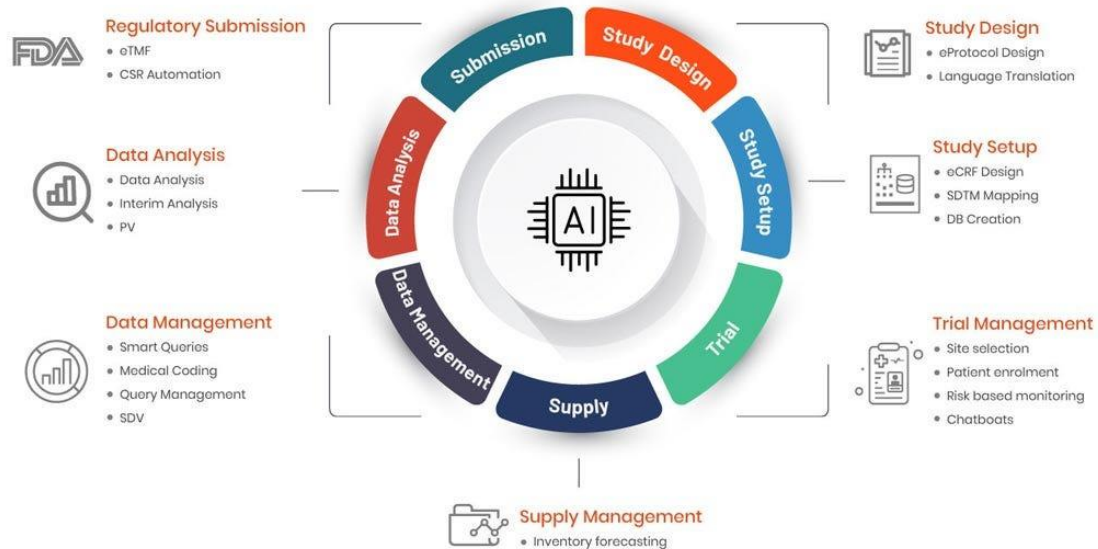 FDA
Regulatory Submission
• eTMF
• CSR Automation
Data Analysis
• Data Analysis
• Interim Analysis
• PV
Data Management
• Smart Queries
• Medical Coding
• Query Management
• SDV
Submission
Study Design
Study Setup
Trial
Supply
Data Management
Data Analysis
AI
Study Design
• eProtocol Design
• Language Translation
Study Setup
• eCRF Design
• SDTM Mapping
• DB Creation
Trial Management
• Site selection
• Patient enrolment
• Risk based monitoring
• Chatboats
Supply Management
• Inventory forecasting